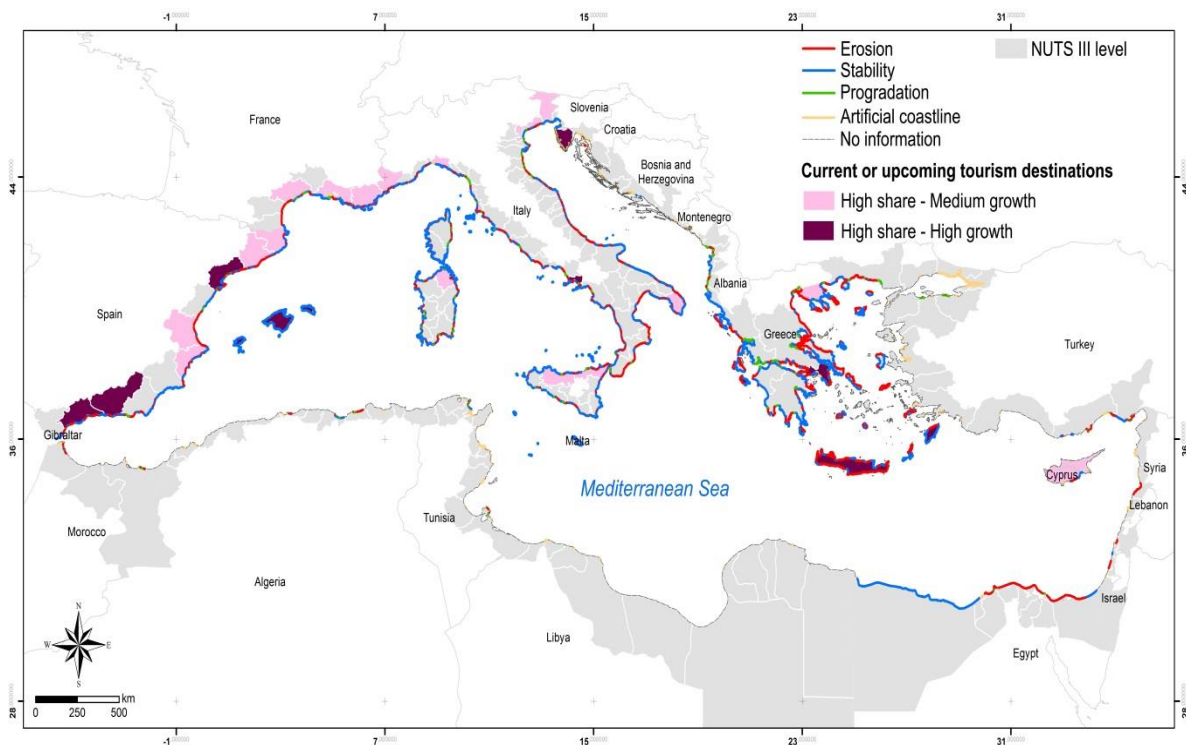 -1 7 15 23 31
Erosion
Stability
Progradation
Artificial coastline
No information
NUTS III level
Current or upcoming tourism destinations
High share - Medium growth
High share - High growth
France
Slovenia
Croatia
Bosnia and
Herzegovina
44 44
Montenegro
Italy
Albania
Spain
Greece
Turkey
Gibraltar
36 36
Malta
Cyprus
Syria
Mediterranean Sea
Lebanon
Tunisia
Morocco
Algeria
Israel
Libya
Egypt
N
W E
S
km
0 250 500
28 28
-1 7 15 23 31